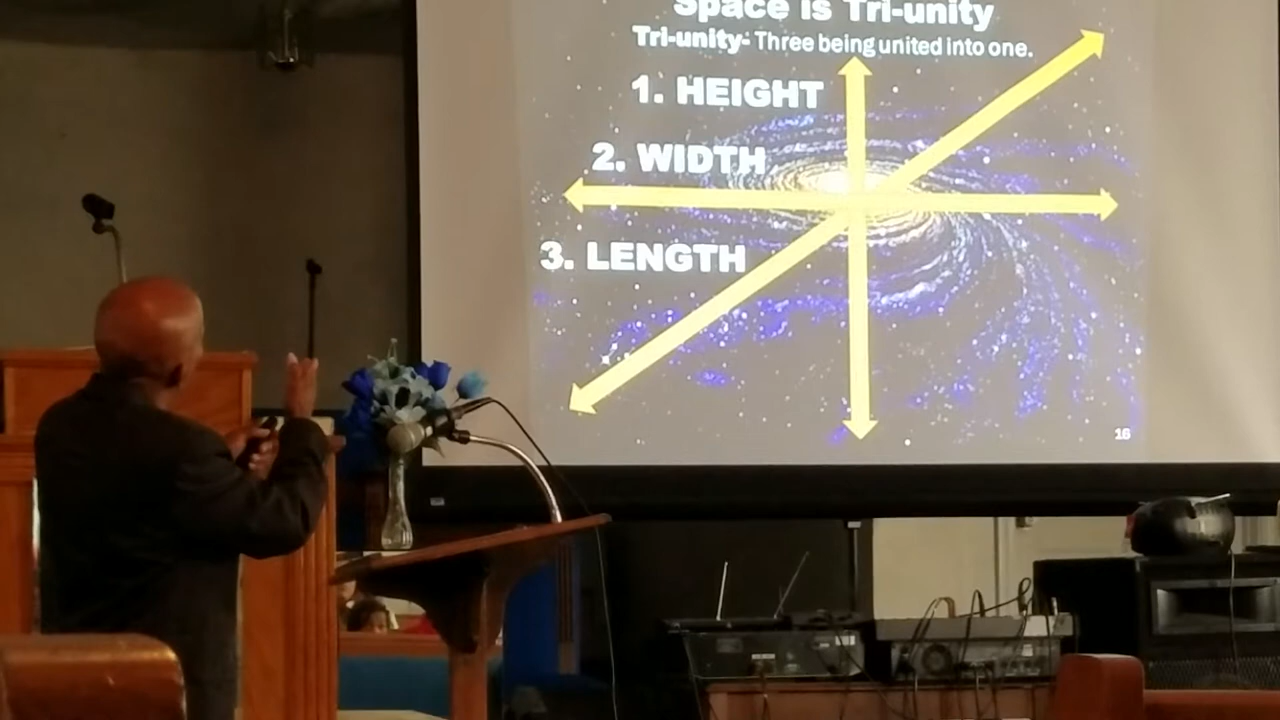 Space is Tri-unity
Tri-unity- Three being united into one.
1. HEIGHT
2. WIDTH
3. LENGTH
16